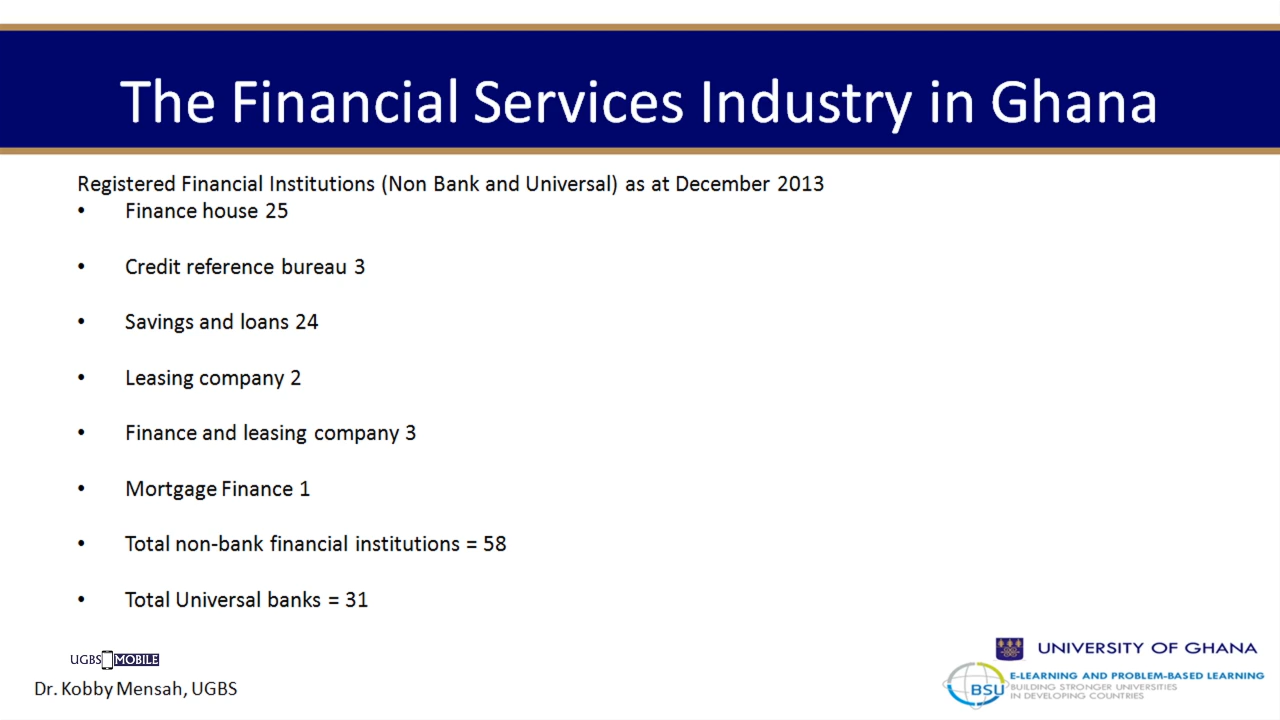 The Financial Services Industry in Ghana
Registered Financial Institutions (Non Bank and Universal) as at December 2013
• Finance house 25
• Credit reference bureau 3
• Savings and loans 24
• Leasing company 2
• Finance and leasing company 3
• Mortgage Finance 1
• Total non-bank financial institutions = 58
• Total Universal banks = 31
UGBS MOBILE
Dr. Kobby Mensah, UGBS
UNIVERSITY OF GHANA
BSU
E-LEARNING AND PROBLEM-BASED LEARNING
BUILDING STRONGER UNIVERSITIES
IN DEVELOPING COUNTRIES